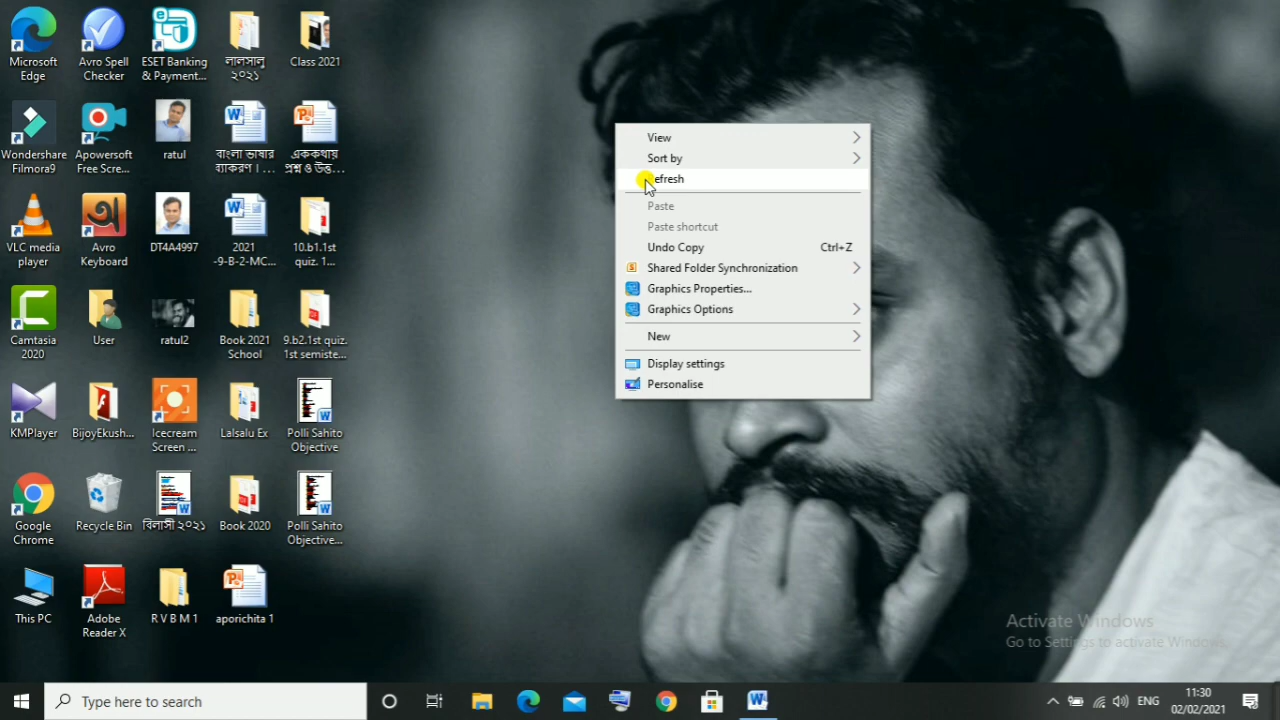 Microsoft
Edge
Avro Spell
Checker
ESET Banking
& Payment...
লালসালু
২০২১
Class 2021
Wondershare
Filmora9
Apowersoft
Free Scre...
ratul
বাংলা ভাষার
ব্যাকরণ । ...
এককথায়
প্রশ্ন ও উত্ত...
VLC media
player
Avro
Keyboard
DT4A4997
2021
-9-B-2-MC...
10.b1.1st
quiz. 1...
Camtasia
2020
User
ratul2
Book 2021
School
9.b2.1st quiz.
1st semiste...
KMPlayer
BijoyEkush...
Icecream
Screen ...
Lalsalu Ex
Polli Sahito
Objective
Google
Chrome
Recycle Bin
বিলাসী ২০২১
Book 2020
Polli Sahito
Objective...
This PC
Adobe
Reader X
R V B M 1
aporichita 1
View
Sort by
efresh
Paste
Paste shortcut
Undo Copy Ctrl+Z
Shared Folder Synchronization
Graphics Properties...
Graphics Options
New
Display settings
Personalise
Activate Windows
Go to Settings to activate Windows.
Type here to search
ENG
11:30
02/02/2021